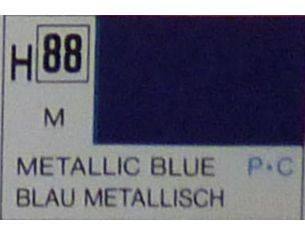 H 88
M
METALLIC BLUE P•C
BLAU METALLISCH